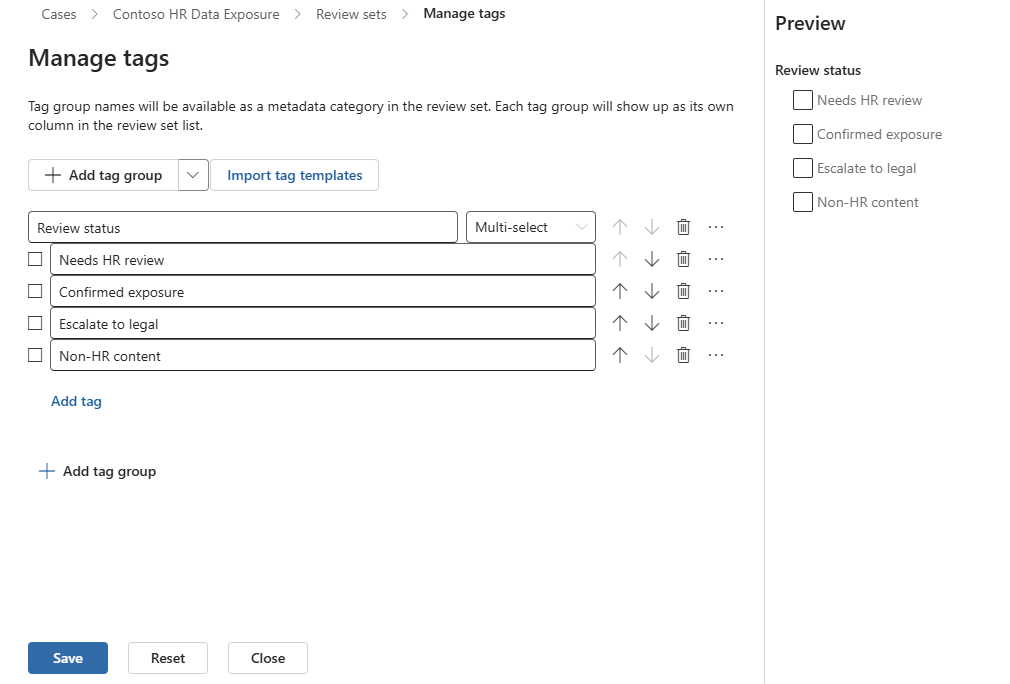 Cases > Contoso HR Data Exposure > Review sets > Manage tags
Manage tags
Tag group names will be available as a metadata category in the review set. Each tag group will show up as its own
column in the review set list.
Add tag group
Import tag templates
Review status
Multi-select
Needs HR review
Confirmed exposure
Escalate to legal
Non-HR content
Add tag
Add tag group
Save
Reset
Close
Preview
Review status
Needs HR review
Confirmed exposure
Escalate to legal
Non-HR content